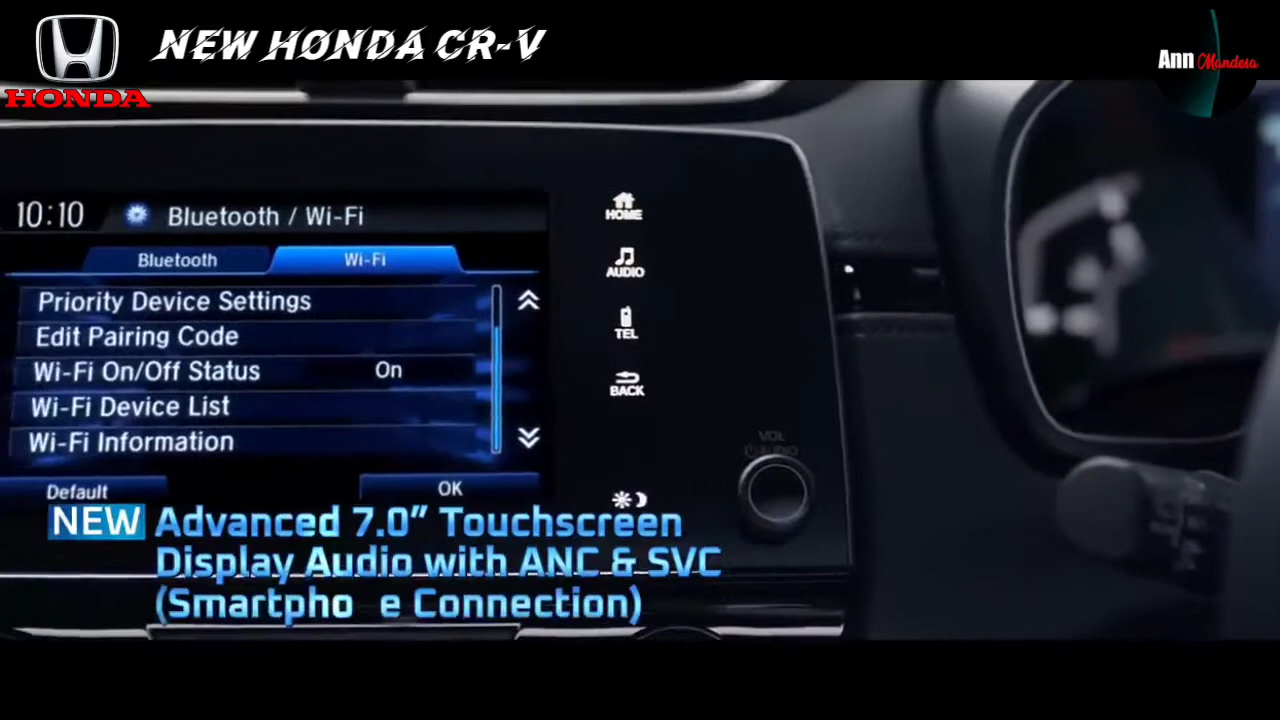 NEW HONDA CR-V
HONDA
Ann Mandesa
10:10
Bluetooth / Wi-Fi
Bluetooth
Wi-Fi
Priority Device Settings
Edit Pairing Code
Wi-Fi On/Off Status On
Wi-Fi Device List
Wi-Fi Information
Default
OK
HOME
AUDIO
TEL
BACK
VOL
NEW Advanced 7.0” Touchscreen
Display Audio with ANC & SVC
(Smartpho e Connection)